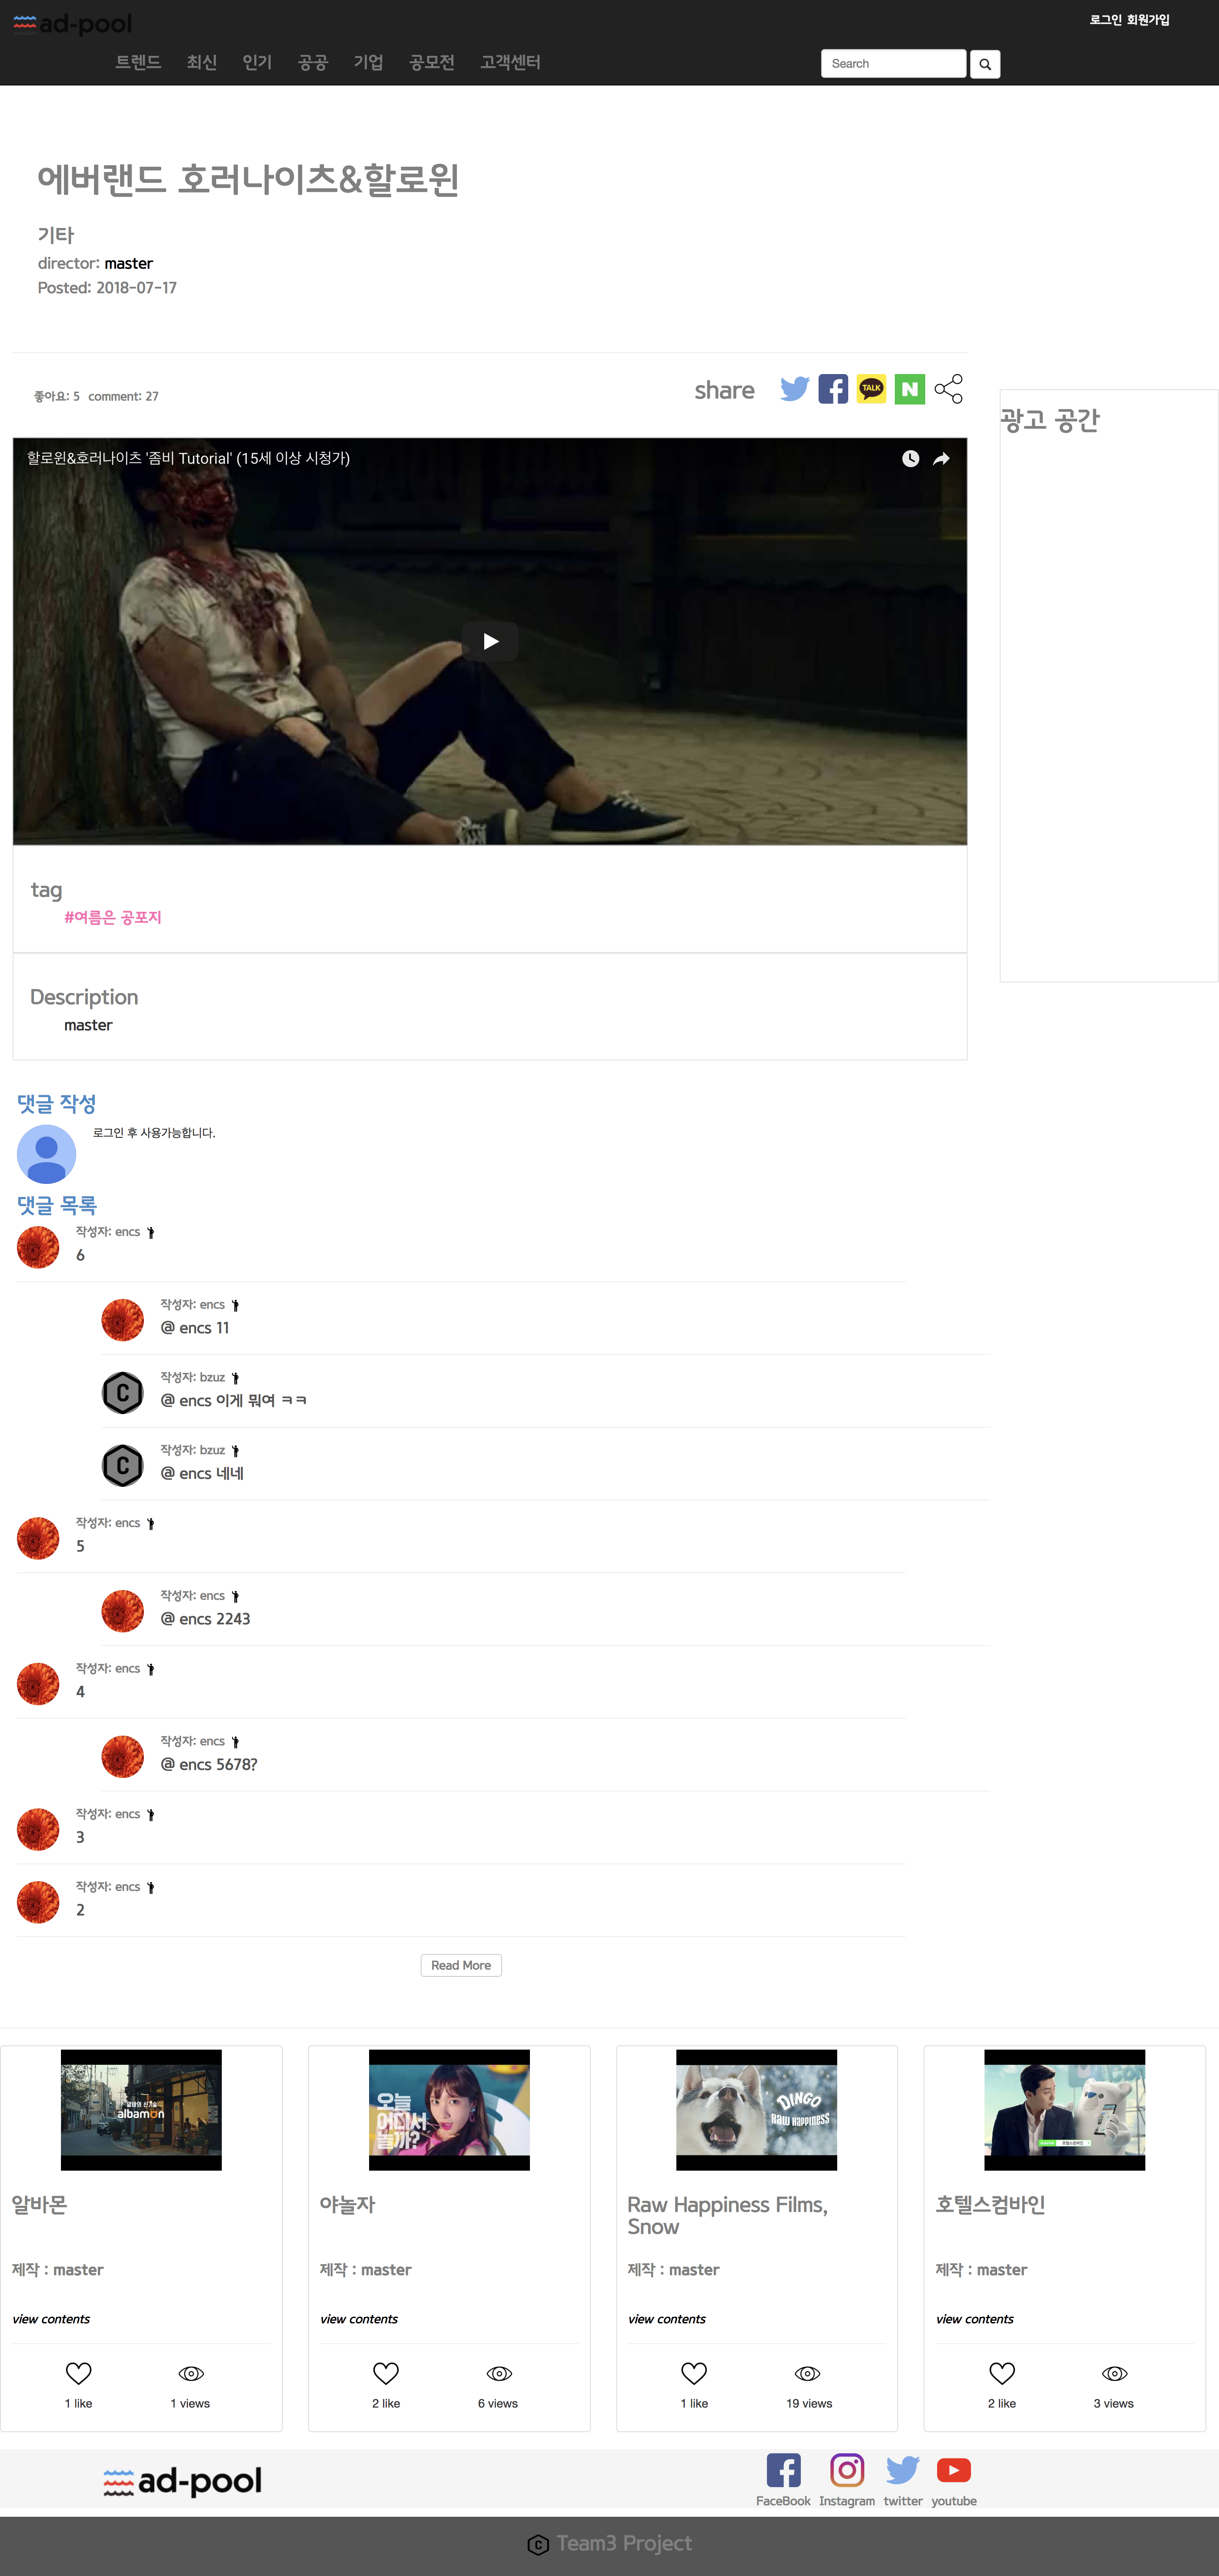 ad-pool
로그인 회원가입
트렌드 최신 인기 공공 기업 공모전 고객센터
Search
에버랜드 호러나이츠&할로윈
기타
director: master
Posted: 2018-07-17
좋아요: 5 comment: 27
share
TALK
N
광고 공간
할로윈&호러나이츠 '좀비 Tutorial' (15세 이상 시청가)
tag
#여름은 공포지
Description
master
댓글 작성
로그인 후 사용가능합니다.
댓글 목록
작성자: encs
6
작성자: encs
@ encs 11
C
작성자: bzuz
@ encs 이게 뭐여 ㅋㅋ
C
작성자: bzuz
@ encs 네네
작성자: encs
5
작성자: encs
@ encs 2243
작성자: encs
4
작성자: encs
@ encs 5678?
작성자: encs
3
작성자: encs
2
Read More
알바의 신기술
albamon
알바몬
제작 : master
view contents
1 like 1 views
오늘
어디서
놀까?
야놀자
제작 : master
view contents
2 like 6 views
DINGO
RAW HAPPINESS
Raw Happiness Films,
Snow
제작 : master
view contents
1 like 19 views
호텔스컴바인
호텔스컴바인
제작 : master
view contents
2 like 3 views
ad-pool
FaceBook Instagram twitter youtube
C Team3 Project